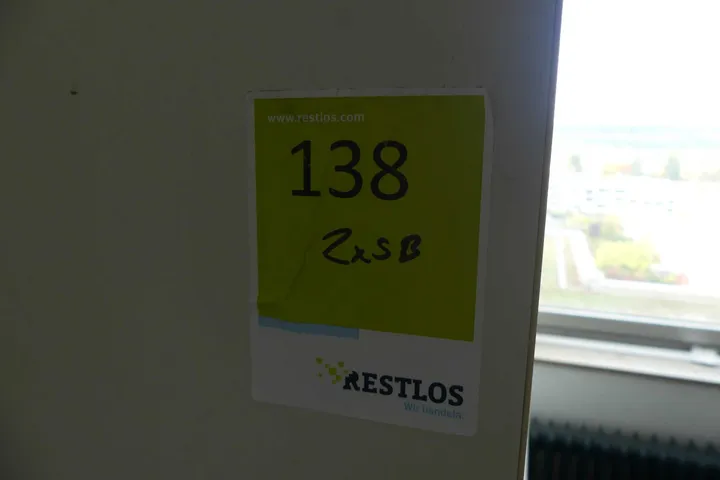 www.restlos.com
138
2xSB
RESTLOS
Wir handeln.